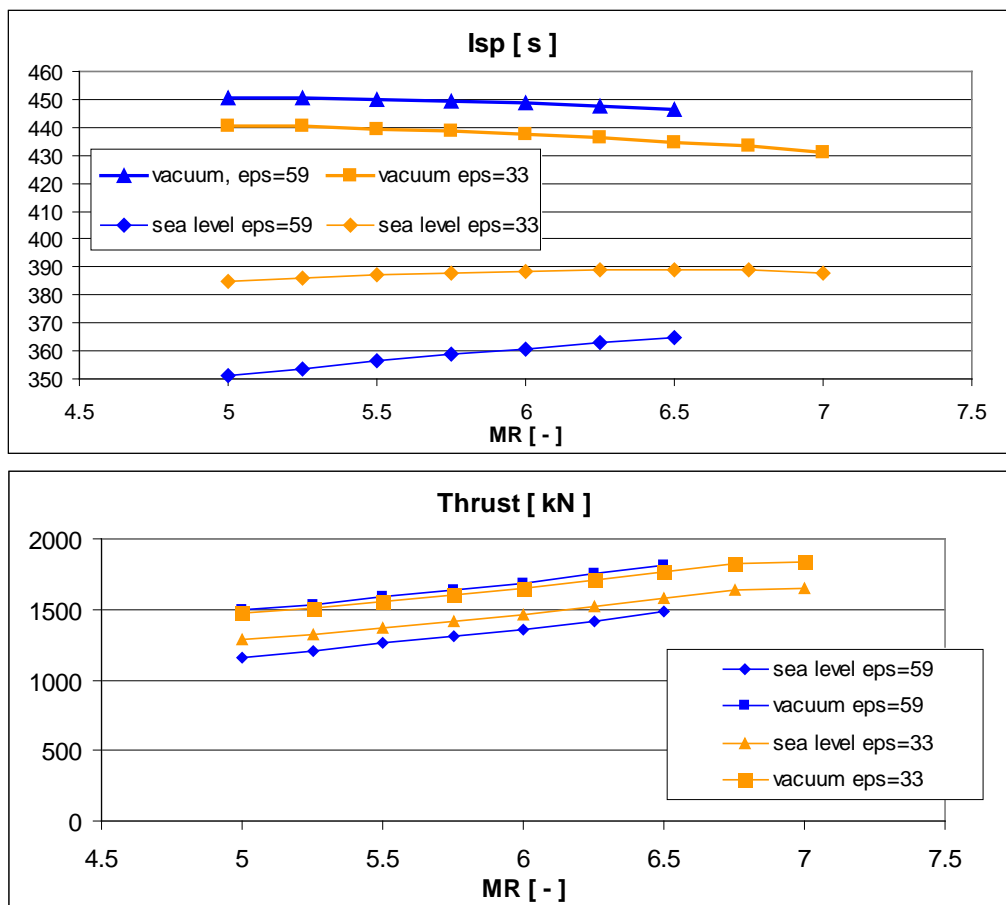 Isp [ s ]
460
450
440
430
420
410
400
390
380
370
360
350
vacuum, eps=59
vacuum eps=33
sea level eps=59
sea level eps=33
4.5 5 5.5 6 6.5 7 7.5
MR [ - ]
Thrust [ kN ]
2000
1500
1000
500
0
sea level eps=59
vacuum eps=59
sea level eps=33
vacuum eps=33
4.5 5 5.5 6 6.5 7 7.5
MR [ - ]